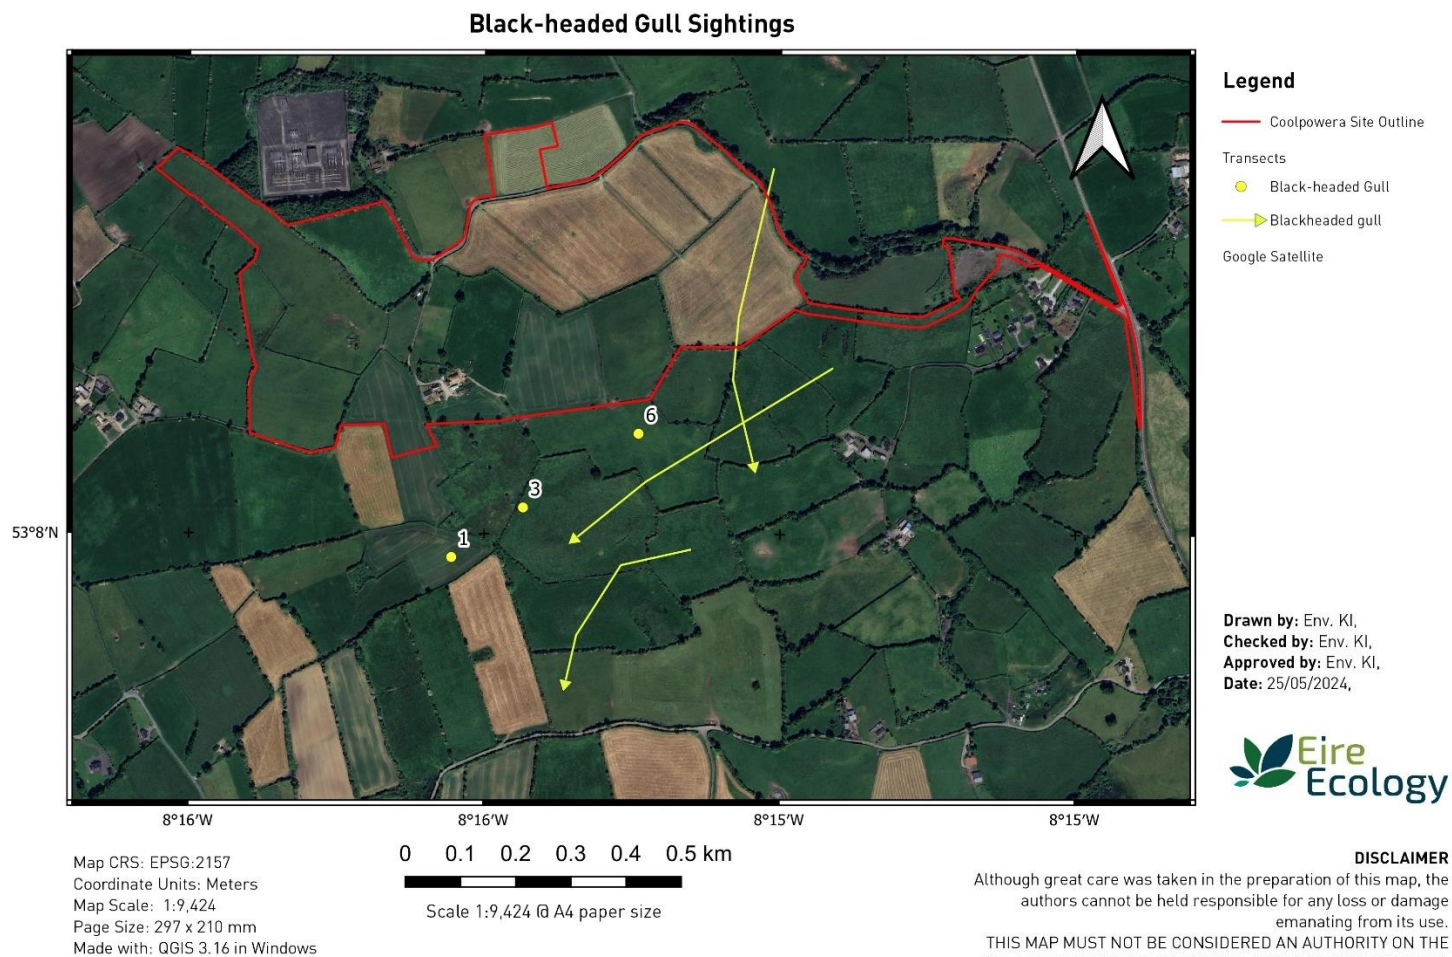 Black-headed Gull Sightings
Legend
Coolpowera Site Outline
Transects
Black-headed Gull
Blackheaded gull
Google Satellite
6
3
1
53°8′N
8°16′W
8°16′W
8°15′W
8°15′W
Drawn by: Env. KI,
Checked by: Env. KI,
Approved by: Env. KI,
Date: 25/05/2024,
Eire
Ecology
Map CRS: EPSG:2157
Coordinate Units: Meters
Map Scale: 1:9,424
Page Size: 297 x 210 mm
Made with: QGIS 3.16 in Windows
0 0.1 0.2 0.3 0.4 0.5 km
Scale 1:9,424 @ A4 paper size
DISCLAIMER
Although great care was taken in the preparation of this map, the
authors cannot be held responsible for any loss or damage
emanating from its use.
THIS MAP MUST NOT BE CONSIDERED AN AUTHORITY ON THE